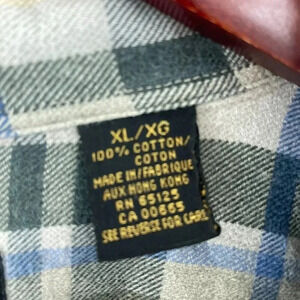 XL/XG
100% COTTON/
COTON
MADE IN/FABRIQUE
AUX HONG KONG
RN 65125
CA 00665
SEE REVERSE FOR CARE